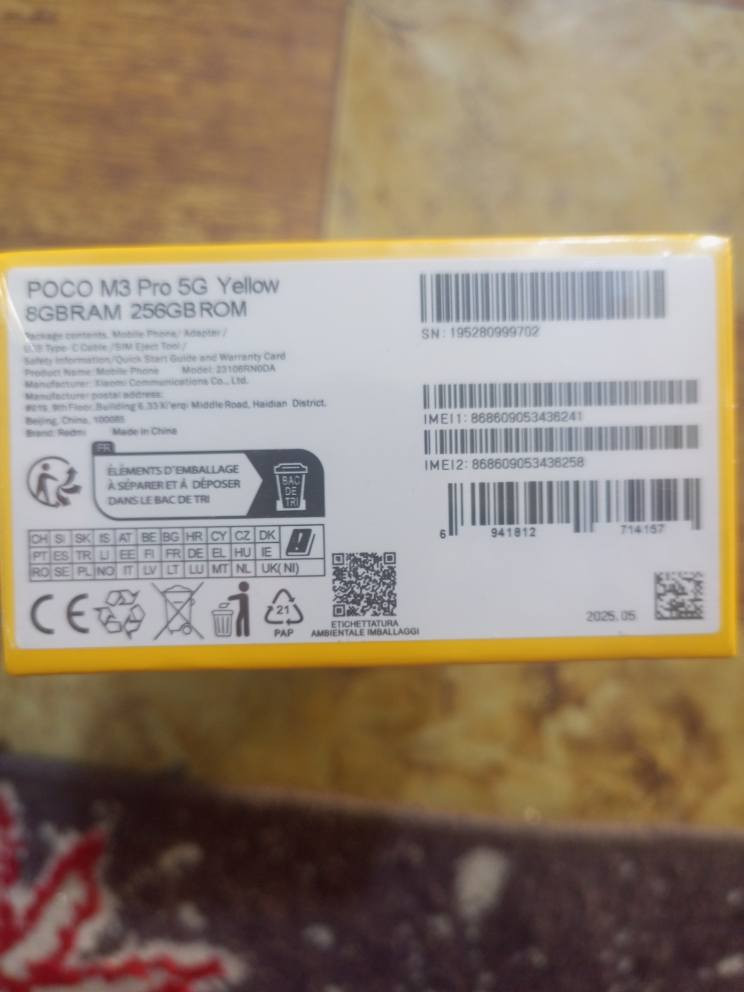 POCO M3 Pro 5G Yellow
8GBRAM 256GBROM
Package contents, Mobile Phone/ Adapter /
USB Type-C Cable /SIM Eject Tool /
Safety Information/Quick Start Guide and Warranty Card
Product Name: Mobile Phone Model: 23106RN0DA
Manufacturer: Xiaomi Communications Co., Ltd.
Manufacturer postal address:
#019, 9th Floor, Building 6, 33 Xi'erqi Middle Road, Haidian District.
Beijing, China, 100085
Brand: Redmi Made in China
FR
ÉLÉMENTS D'EMBALLAGE
À SÉPARER ET À DÉPOSER
DANS LE BAC DE TRI
BAC
DE
TRI
CH SI SK IS AT BE BG HR CY CZ DK
PT ES TR LI EE FI FR DE EL HU IE
RO SE PL NO IT LV LT LU MT NL UK(NI)
CE
21
PAP
ETICHETTATURA
AMBIENTALE IMBALLAGGI
SN: 195280999702
IMEI1: 868609053436241
IMEI2: 868609053436258
6 941812 714157
2025.05